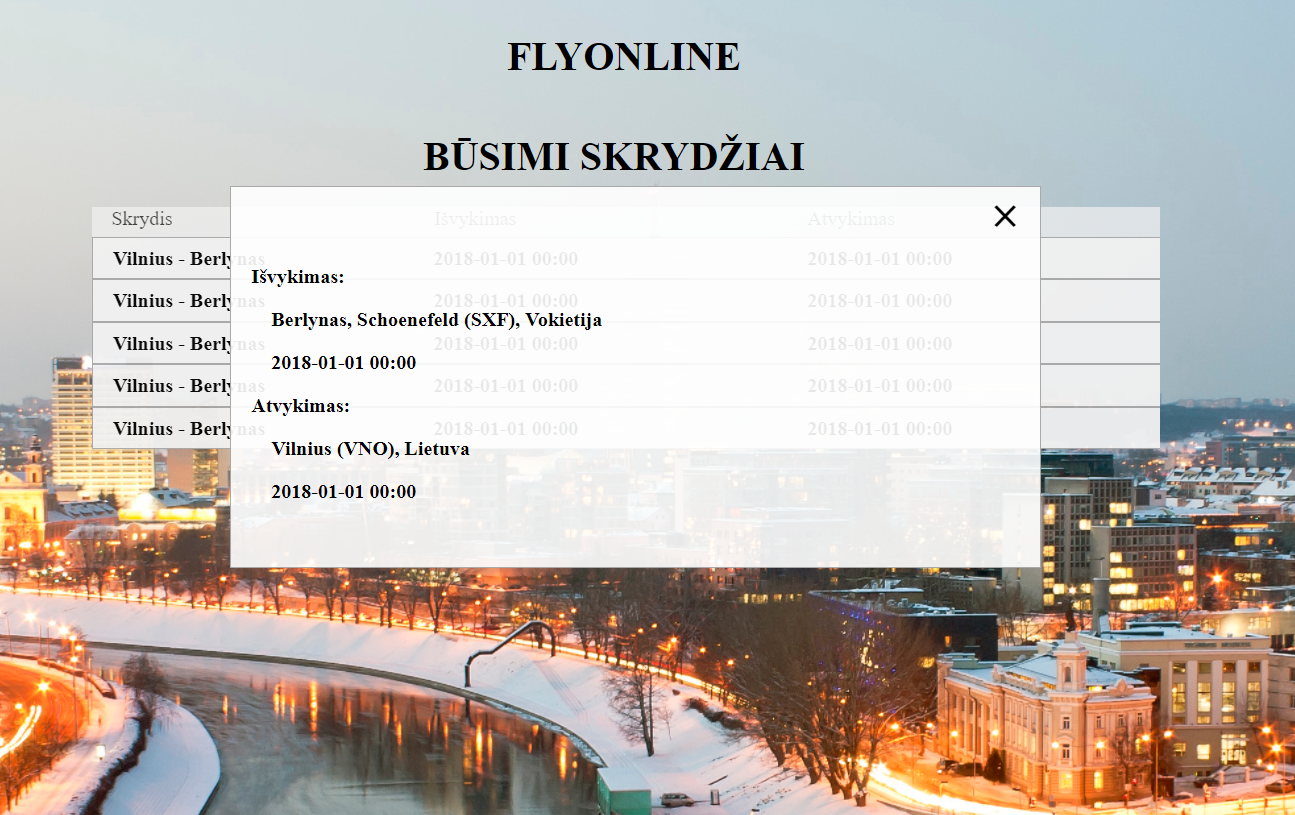 FLYONLINE
BŪSIMI SKRYDŽIAI
Skrydis Išvykimas Atvykimas
Vilnius - Berlynas 2018-01-01 00:00 2018-01-01 00:00
Vilnius - Berlynas 2018-01-01 00:00 2018-01-01 00:00
Vilnius - Berlynas 2018-01-01 00:00 2018-01-01 00:00
Vilnius - Berlynas 2018-01-01 00:00 2018-01-01 00:00
Vilnius - Berlynas 2018-01-01 00:00 2018-01-01 00:00
Išvykimas:
Berlynas, Schoenefeld (SXF), Vokietija
2018-01-01 00:00
Atvykimas:
Vilnius (VNO), Lietuva
2018-01-01 00:00